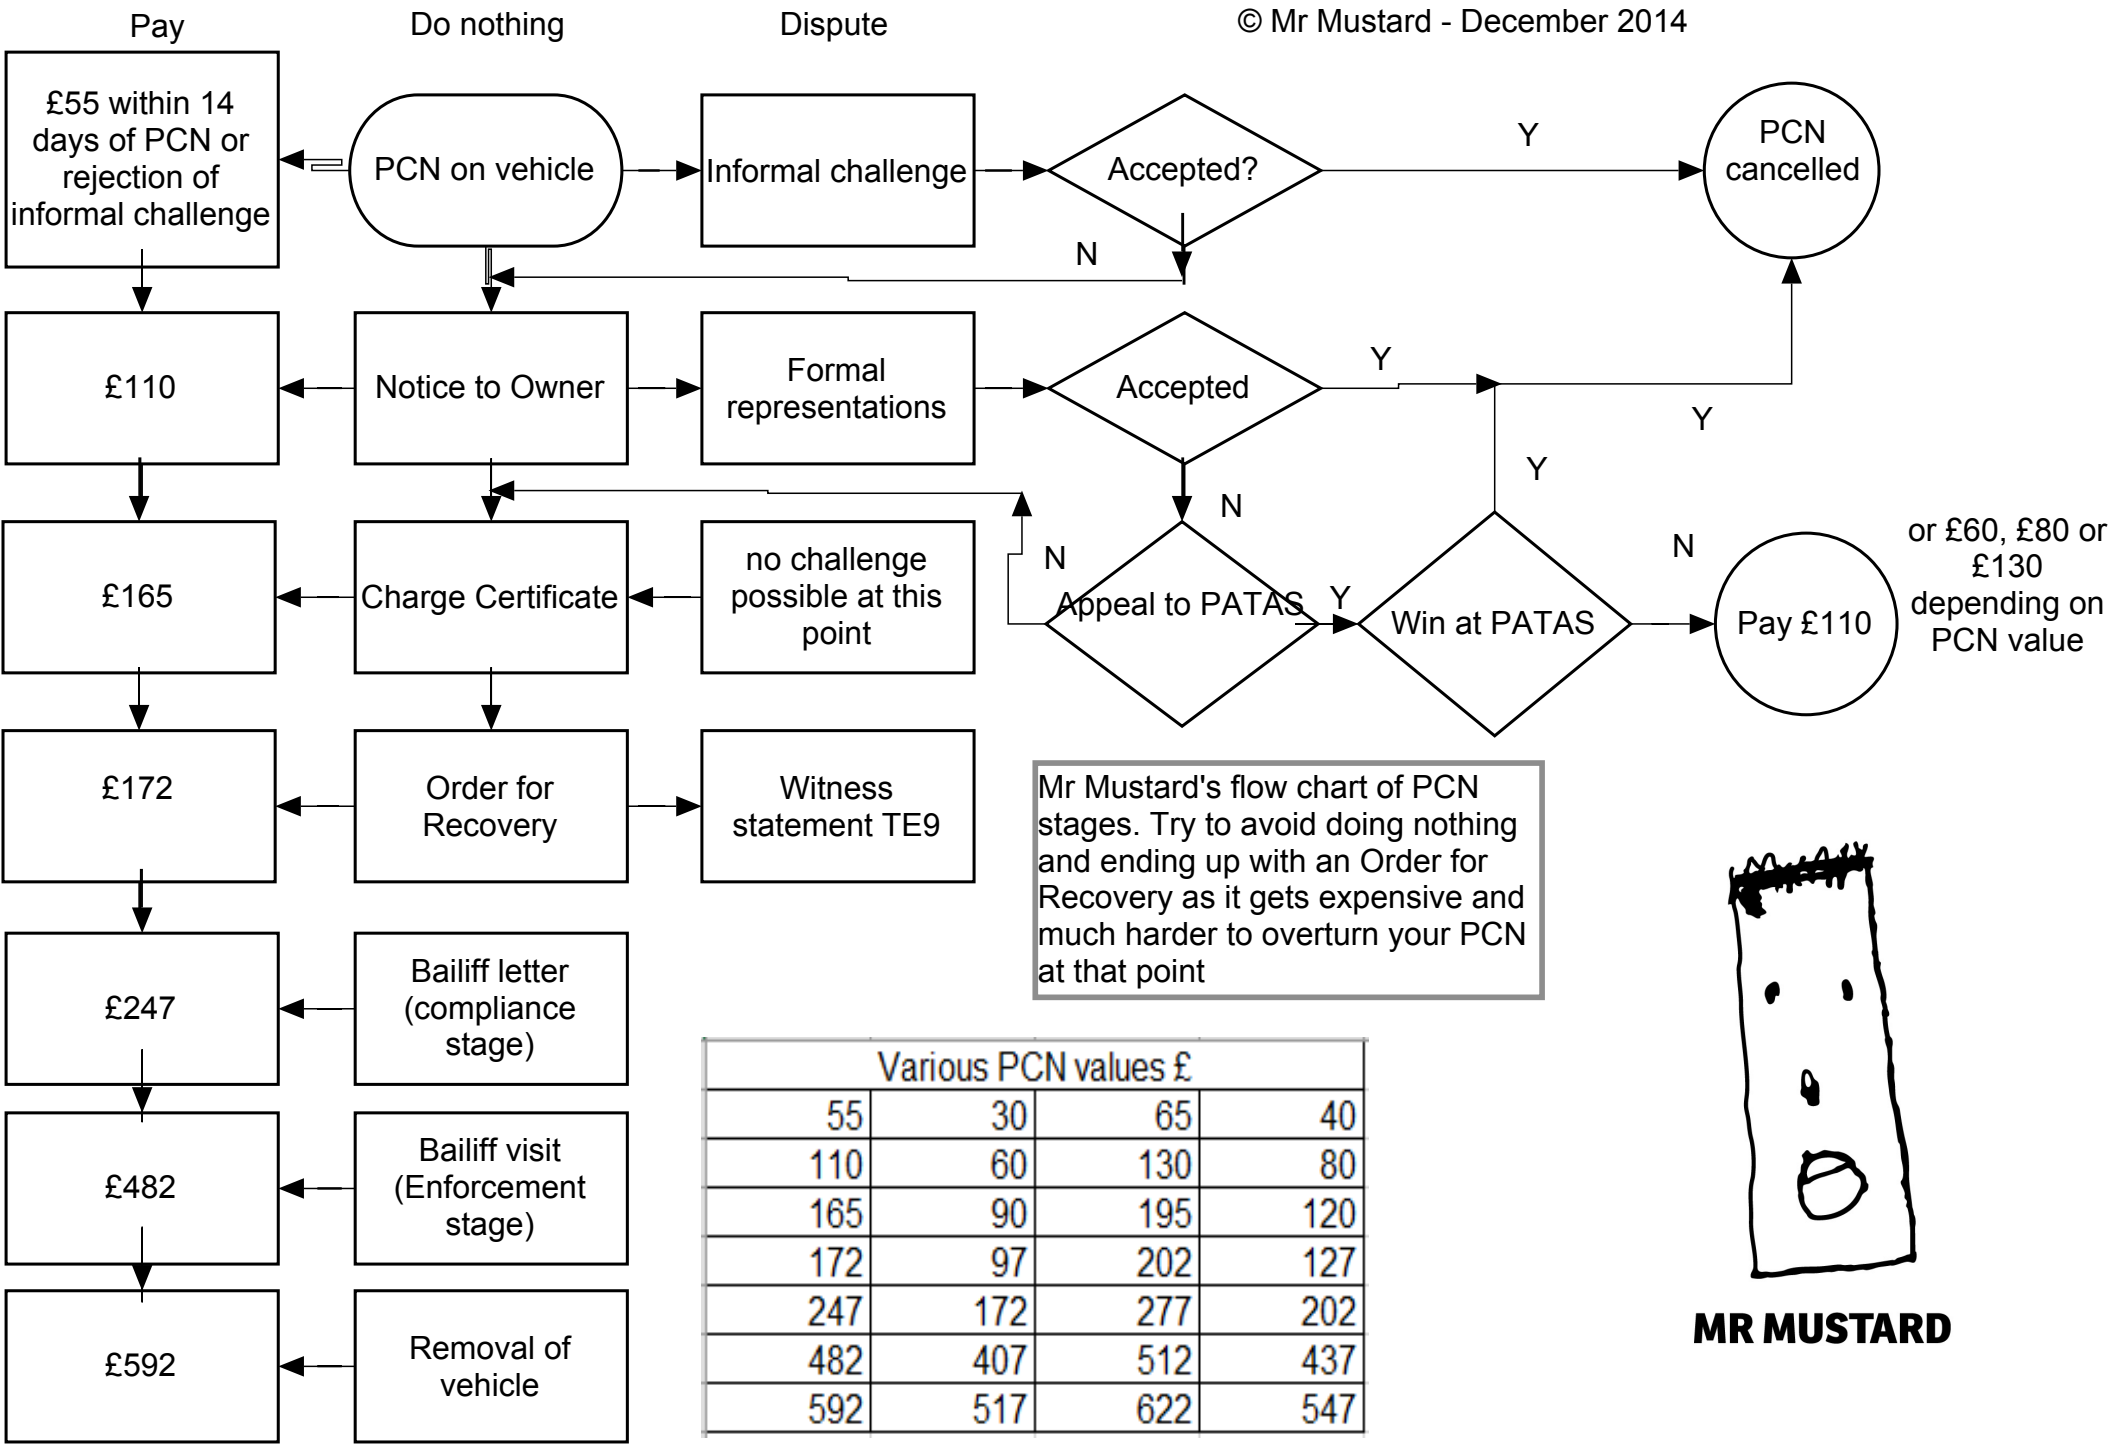 Pay
Do nothing
Dispute
© Mr Mustard - December 2014
£55 within 14
days of PCN or
rejection of
informal challenge
PCN on vehicle
Informal challenge
Accepted?
Y
PCN
cancelled
N
£110
Notice to Owner
Formal
representations
Accepted
Y
Y
Y
N
£165
Charge Certificate
no challenge
possible at this
point
N
Appeal to PATAS
Y
Win at PATAS
N
Pay £110
or £60, £80 or
£130
depending on
PCN value
£172
Order for
Recovery
Witness
statement TE9
Mr Mustard's flow chart of PCN
stages. Try to avoid doing nothing
and ending up with an Order for
Recovery as it gets expensive and
much harder to overturn your PCN
at that point
£247
Bailiff letter
(compliance
stage)
£482
Bailiff visit
(Enforcement
stage)
£592
Removal of
vehicle
Various PCN values £
55 30 65 40
110 60 130 80
165 90 195 120
172 97 202 127
247 172 277 202
482 407 512 437
592 517 622 547
MR MUSTARD